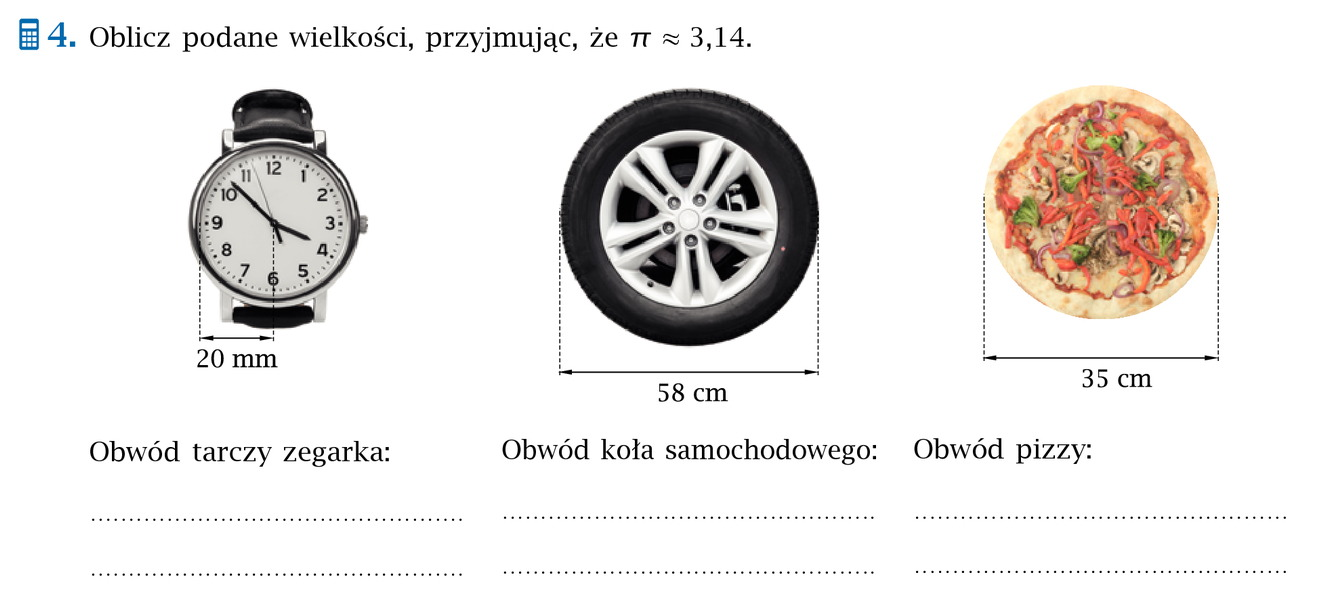 4. Oblicz podane wielkości, przyjmując, że π ≈ 3,14.
12
11 1
10 2
9 3
8 4
7 5
6
20 mm
58 cm
35 cm
Obwód tarczy zegarka:
Obwód koła samochodowego:
Obwód pizzy: